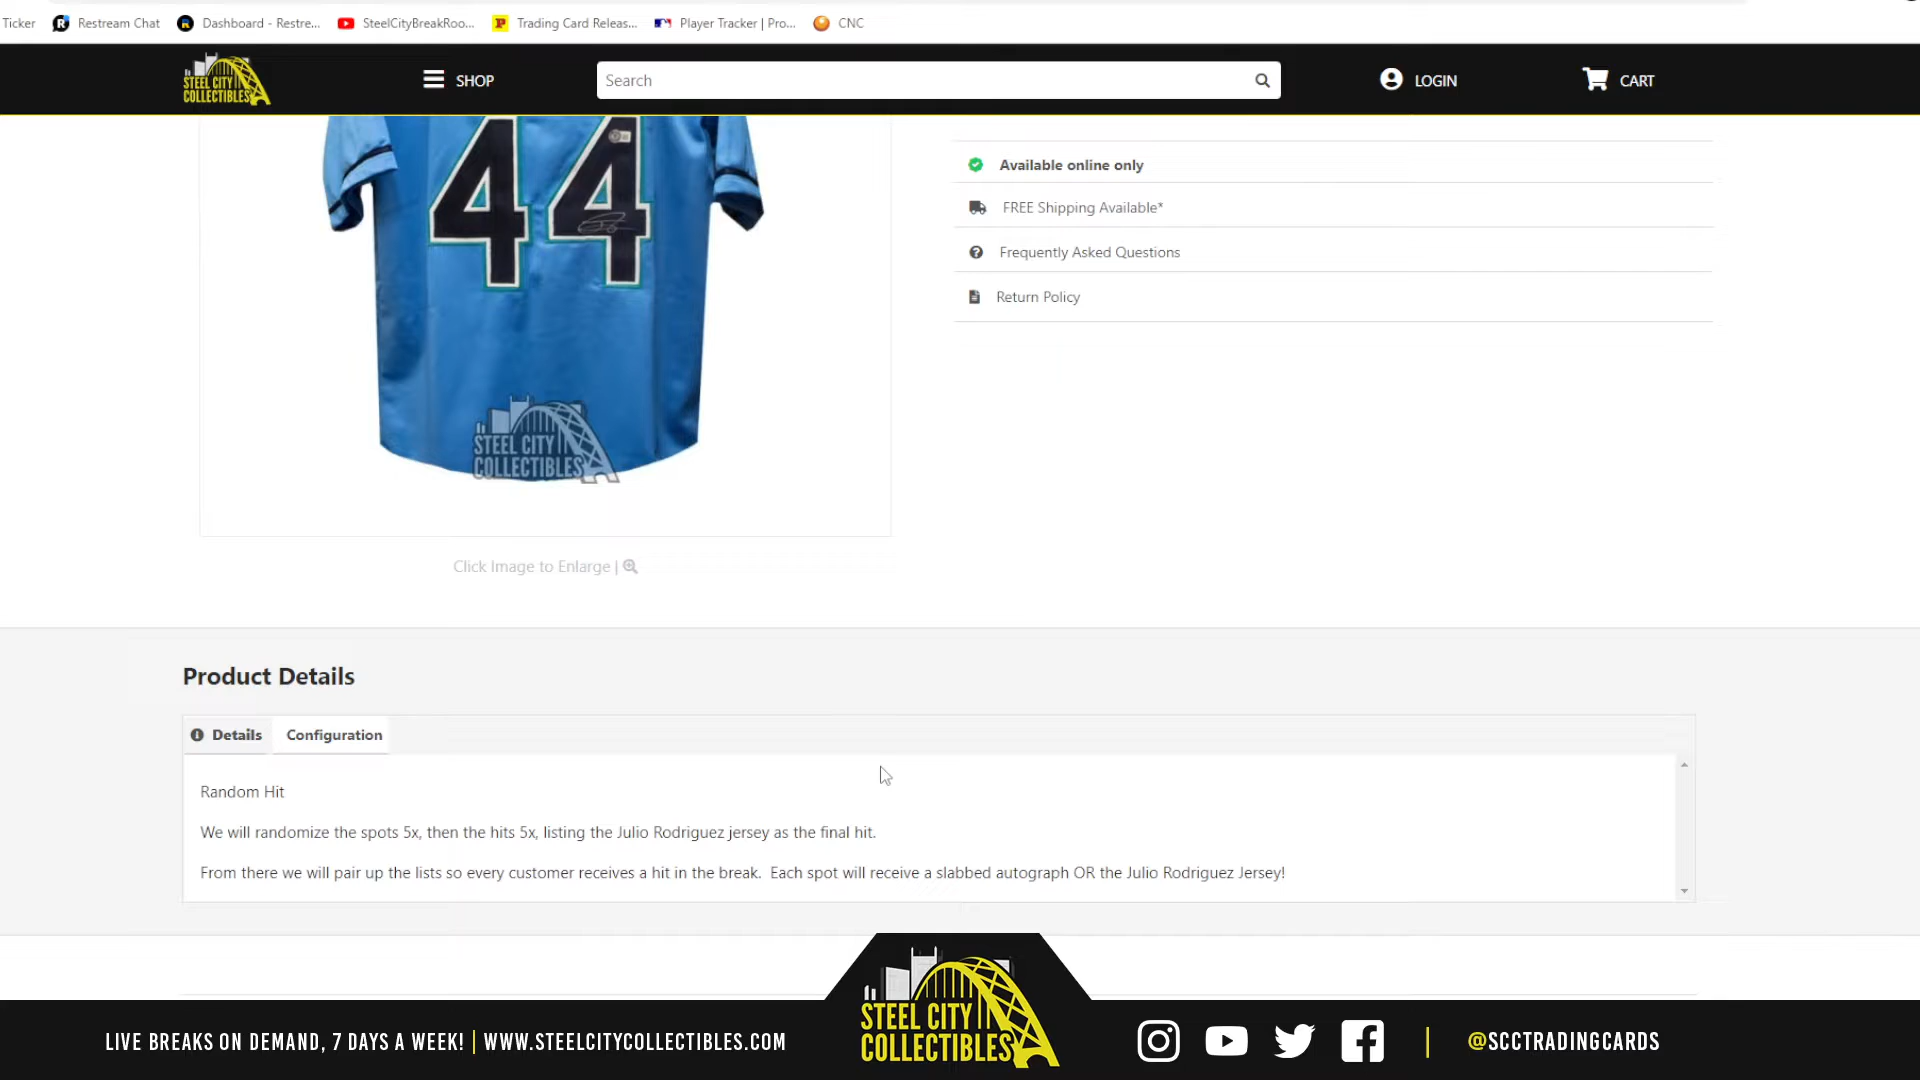 Ticker Restream Chat Dashboard - Restre... SteelCityBreakRoo... Trading Card Releas... Player Tracker | Pro... CNC
STEEL CITY
COLLECTIBLES
SHOP
Search
LOGIN
CART
44
Available online only
FREE Shipping Available*
Frequently Asked Questions
Return Policy
STEEL CITY
COLLECTIBLES
Click Image to Enlarge |
Product Details
Details Configuration
Random Hit
We will randomize the spots 5x, then the hits 5x, listing the Julio Rodriguez jersey as the final hit.
From there we will pair up the lists so every customer receives a hit in the break. Each spot will receive a slabbed autograph OR the Julio Rodriguez Jersey!
LIVE BREAKS ON DEMAND, 7 DAYS A WEEK! | WWW.STEELCITYCOLLECTIBLES.COM
STEEL CITY
COLLECTIBLES
| @SCCTRADINGCARDS